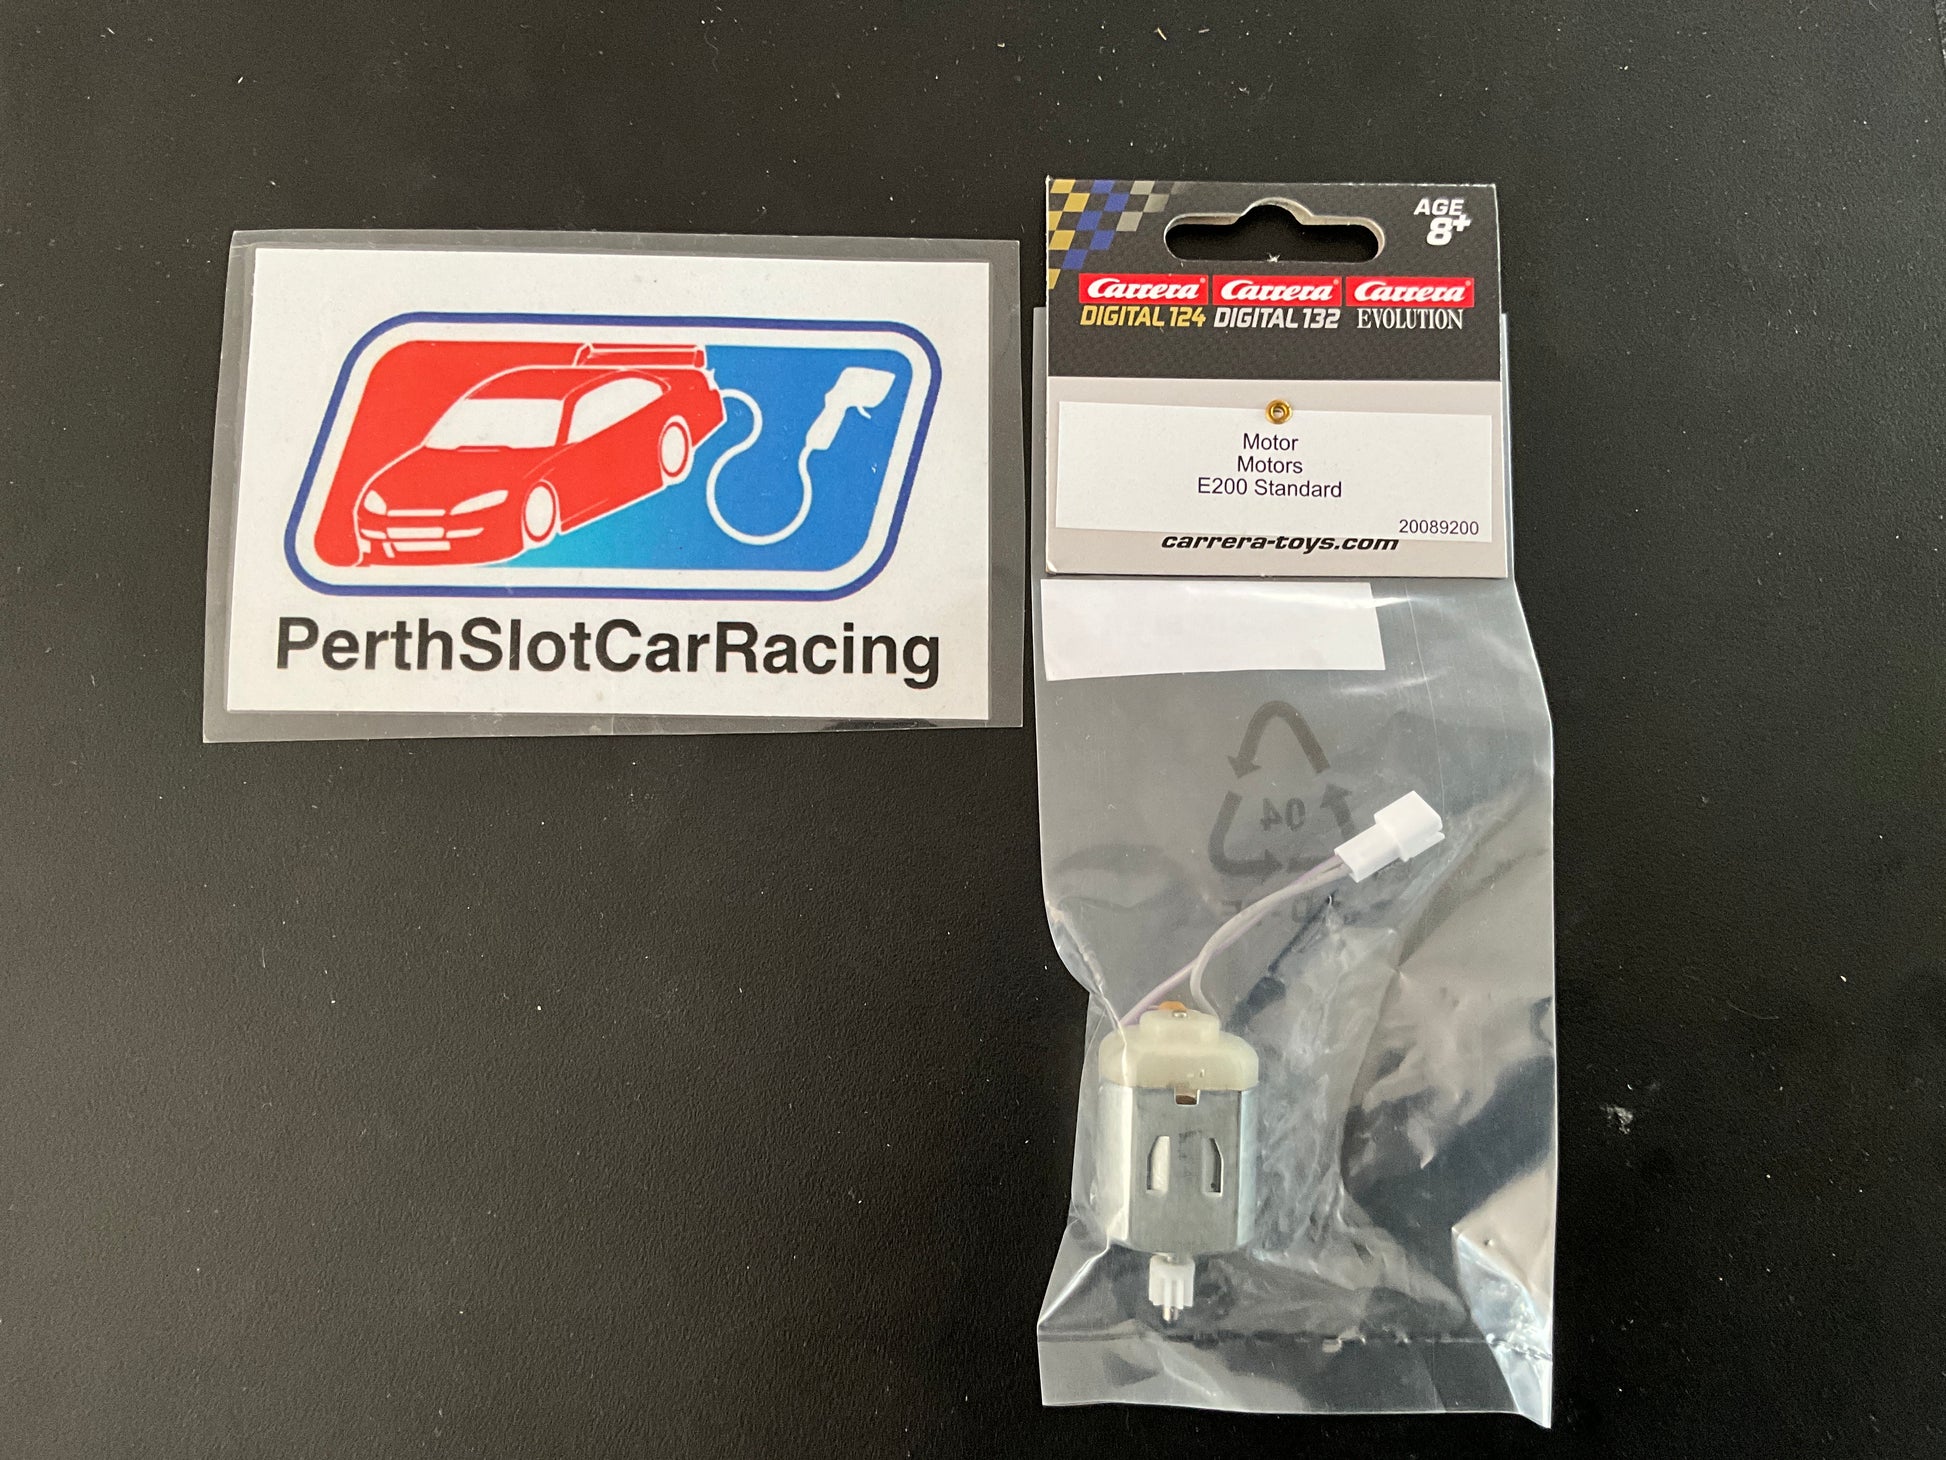 PerthSlotCarRacing
AGE
8+
Carrera® Carrera® Carrera®
DIGITAL 124 DIGITAL 132 EVOLUTION
Motor
Motors
E200 Standard
20089200
carrera-toys.com
04